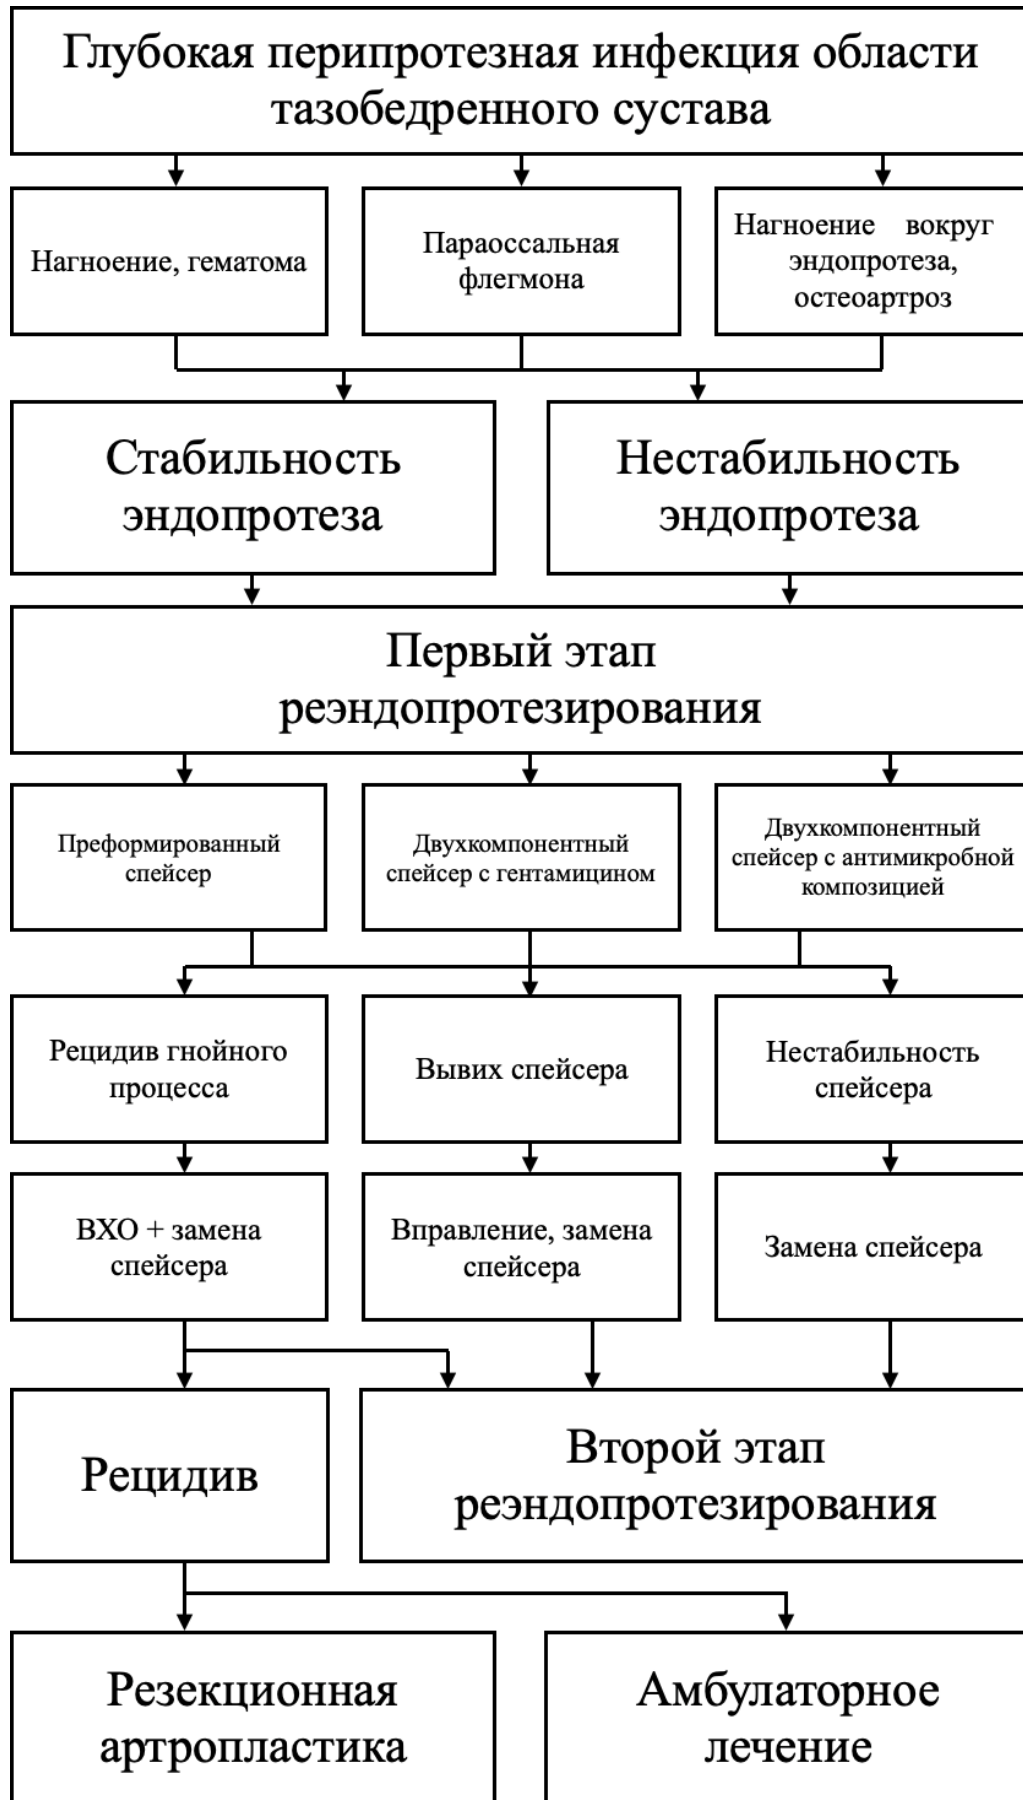 Глубокая перипротезная инфекция области
тазобедренного сустава
Нагноение, гематома
Параоссальная
флегмона
Нагноение вокруг
эндопротеза,
остеоартроз
Стабильность
эндопротеза
Нестабильность
эндопротеза
Первый этап
реэндопротезирования
Преформированный
спейсер
Двухкомпонентный
спейсер с гентамицином
Двухкомпонентный
спейсер с антимикробной
композицией
Рецидив гнойного
процесса
Вывих спейсера
Нестабильность
спейсера
ВХО + замена
спейсера
Вправление, замена
спейсера
Замена спейсера
Рецидив
Второй этап
реэндопротезирования
Резекционная
артропластика
Амбулаторное
лечение